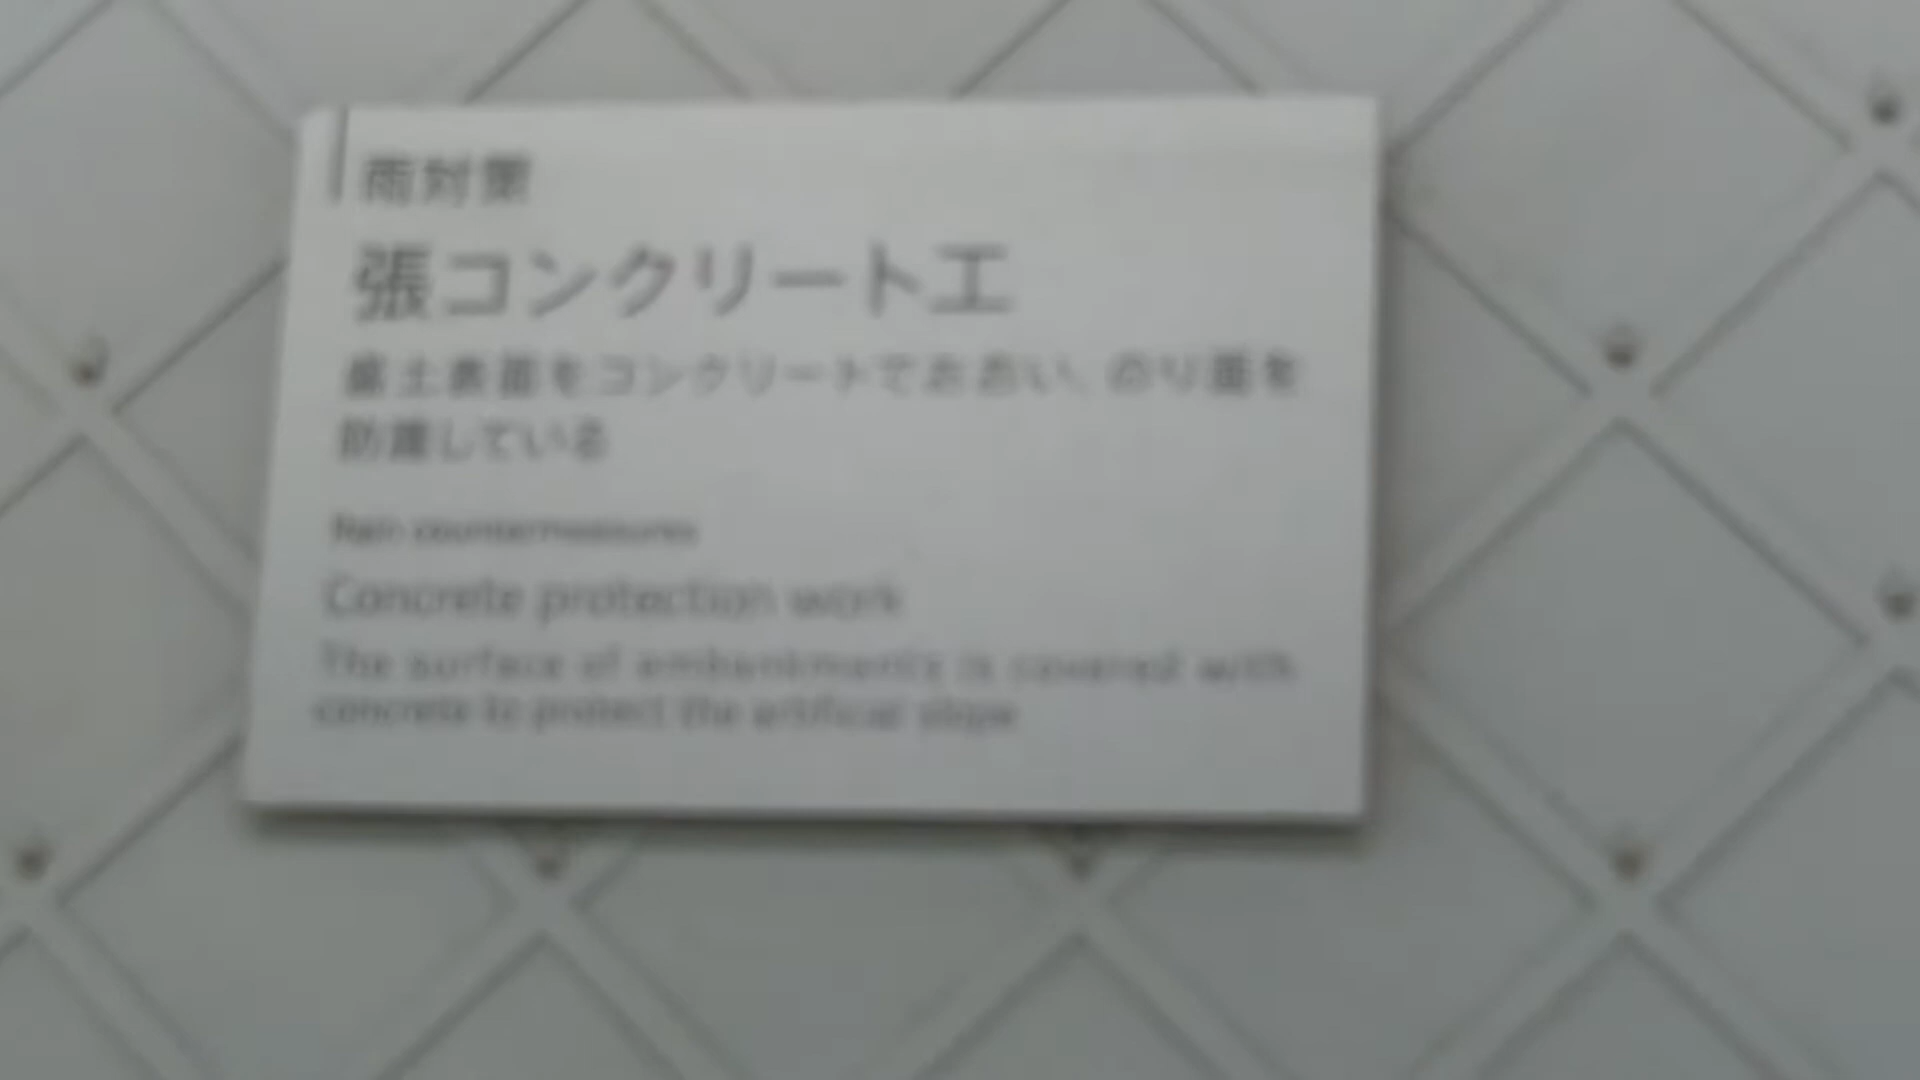 雨対策
張コンクリート工
盛土表面をコンクリートでおおい、のり面を
防護している
Rain countermeasures
Concrete protection work
The surface of embankments is covered with
concrete to protect the artificial slope